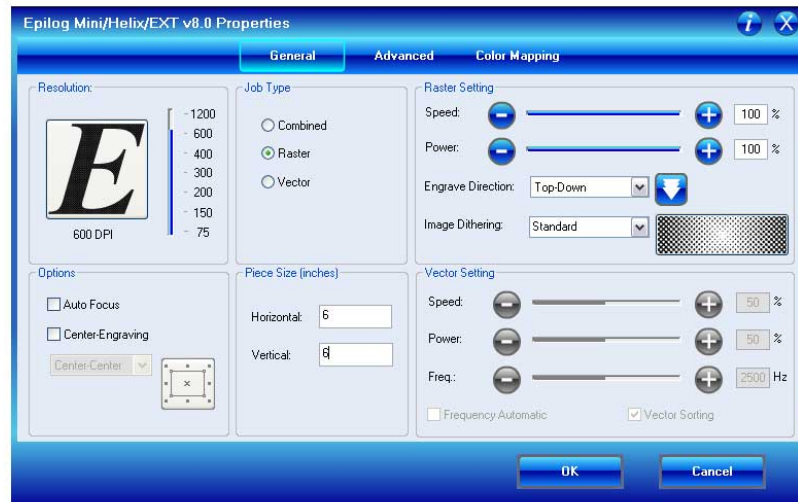 Epilog Mini/Helix/EXT v8.0 Properties
i X
General Advanced Color Mapping
Resolution:
E
1200
600
400
300
200
150
75
600 DPI
Job Type
Combined
Raster
Vector
Raster Setting
Speed: - + 100 %
Power: - + 100 %
Engrave Direction: Top-Down
Image Dithering: Standard
Options
Auto Focus
Center-Engraving
Center-Center
Piece Size (inches)
Horizontal: 6
Vertical: 6
Vector Setting
Speed: - + 50 %
Power: - + 50 %
Freq.: - + 2500 Hz
Frequency Automatic Vector Sorting
OK Cancel